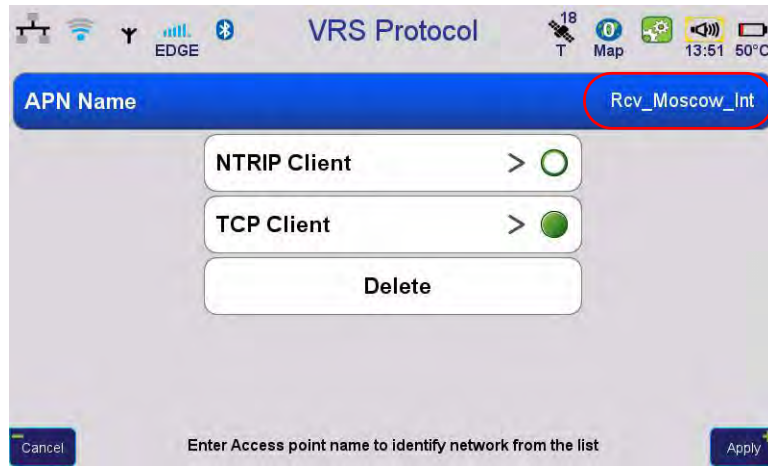 EDGE
VRS Protocol
18
T
0
Map
13:51
50°C
APN Name
Rcv_Moscow_Int
NTRIP Client >
TCP Client >
Delete
Cancel
Enter Access point name to identify network from the list
Apply